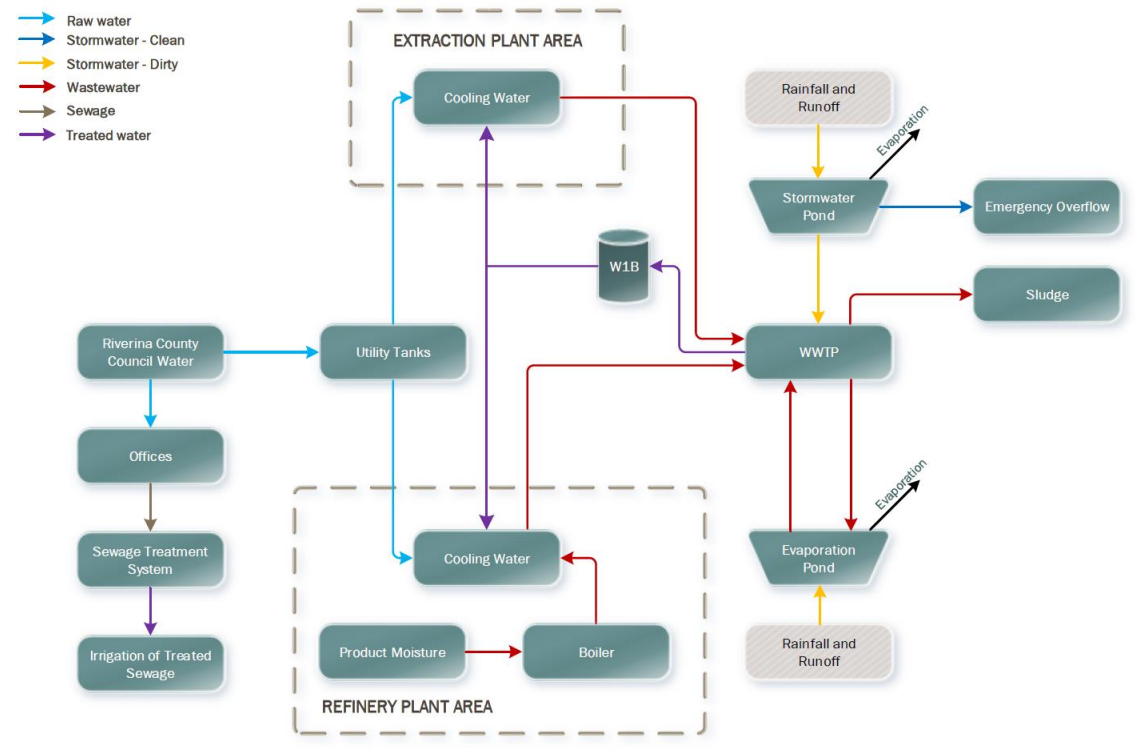 Raw water
Stormwater - Clean
Stormwater - Dirty
Wastewater
Sewage
Treated water
EXTRACTION PLANT AREA
Cooling Water
Rainfall and
Runoff
Evaporation
Stormwater
Pond
Emergency Overflow
W1B
Sludge
Riverina County
Council Water
Utility Tanks
WWTP
Offices
Evaporation
Sewage Treatment
System
Cooling Water
Evaporation
Pond
Irrigation of Treated
Sewage
Product Moisture
Boiler
Rainfall and
Runoff
REFINERY PLANT AREA